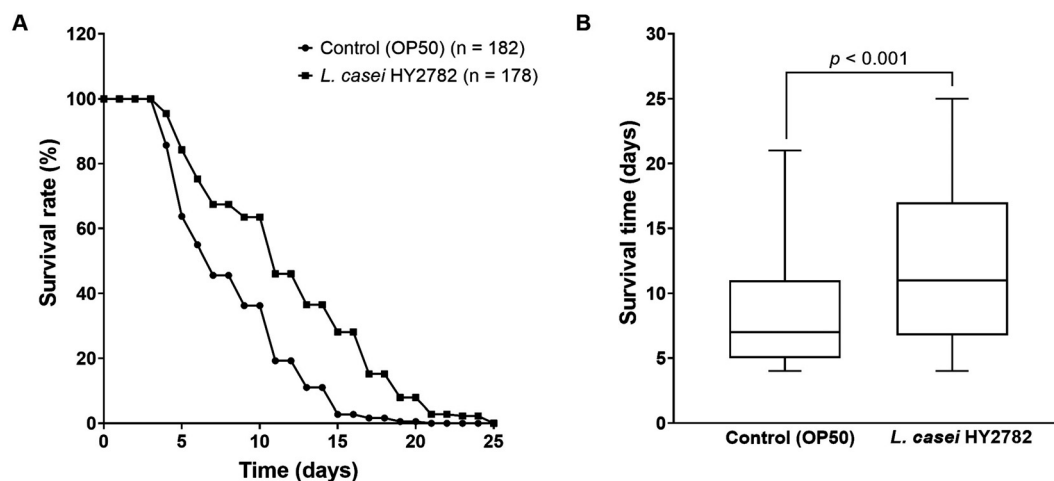 A
Control (OP50) (n = 182)
L. casei HY2782 (n = 178)
Survival rate (%)
120
100
80
60
40
20
0
0 5 10 15 20 25
Time (days)
B
p < 0.001
Survival time (days)
30
25
20
15
10
5
0
Control (OP50) L. casei HY2782